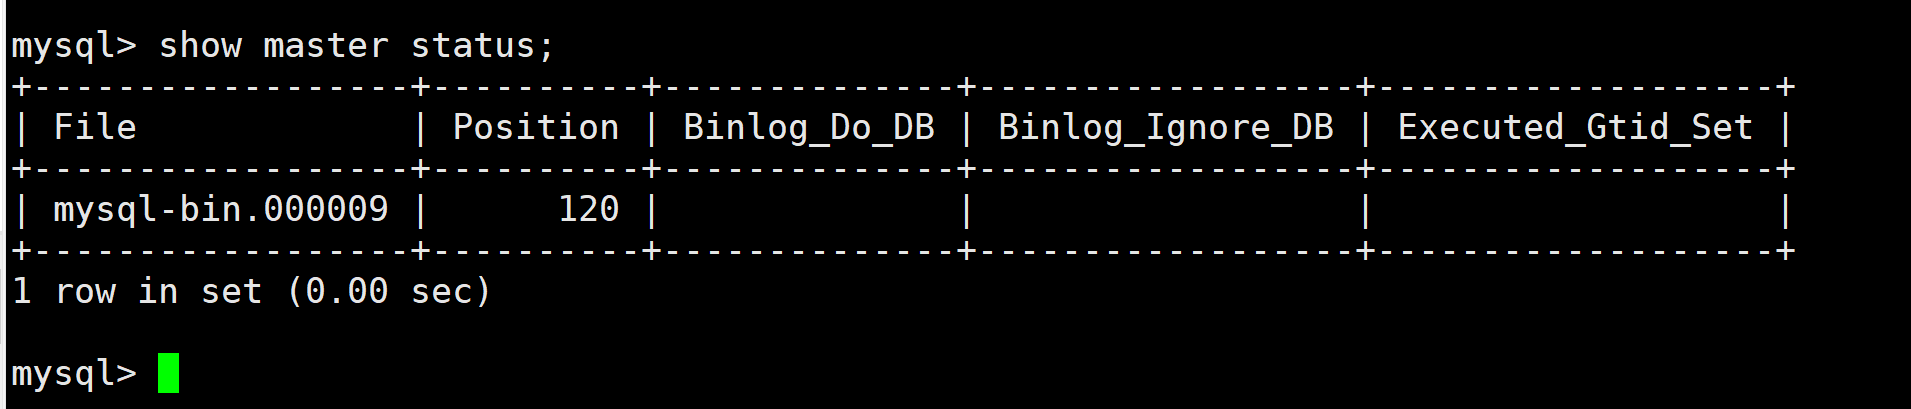 mysql> show master status;
+------------------+----------+--------------+------------------+-------------------+
| File             | Position | Binlog_Do_DB | Binlog_Ignore_DB | Executed_Gtid_Set |
+------------------+----------+--------------+------------------+-------------------+
| mysql-bin.000009 |      120 |              |                  |                   |
+------------------+----------+--------------+------------------+-------------------+
1 row in set (0.00 sec)
mysql>